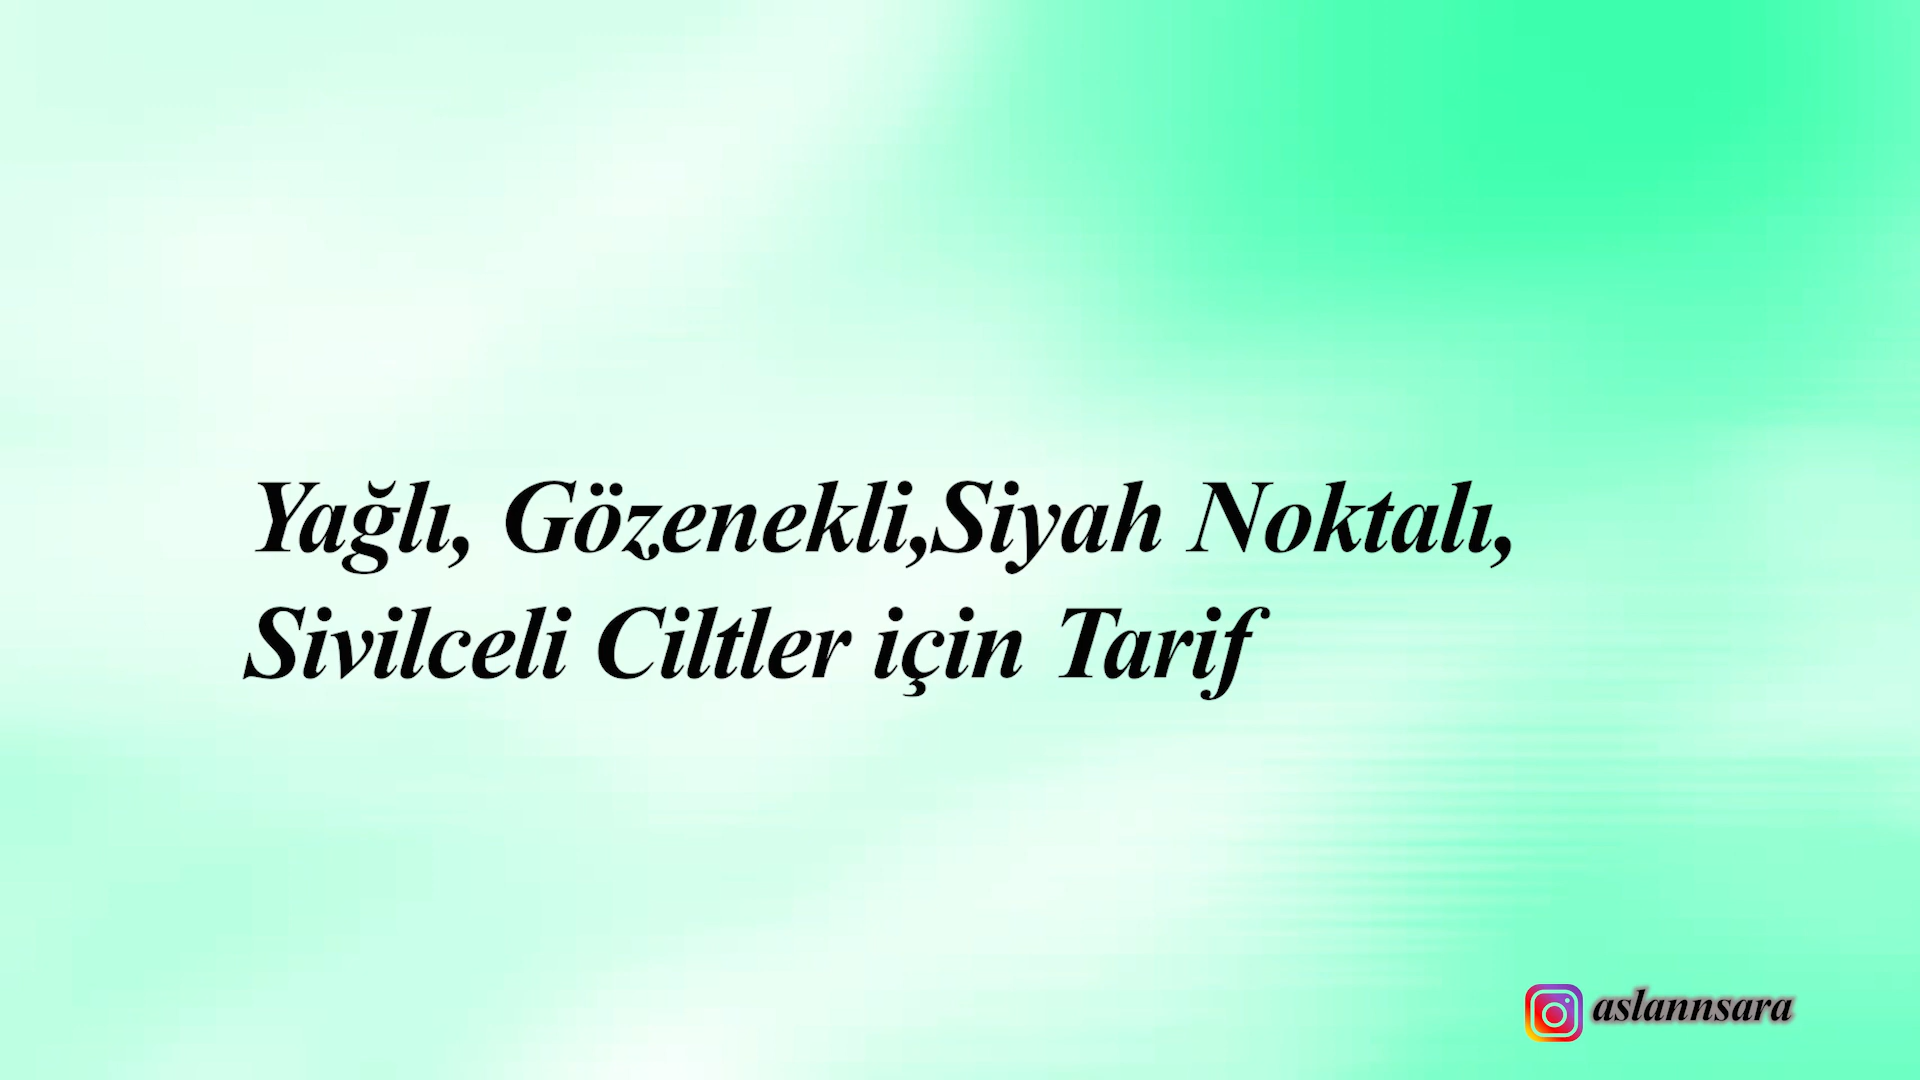 Yağlı, Gözenekli,Siyah Noktalı,
Sivilceli Ciltler için Tarif
aslannsara